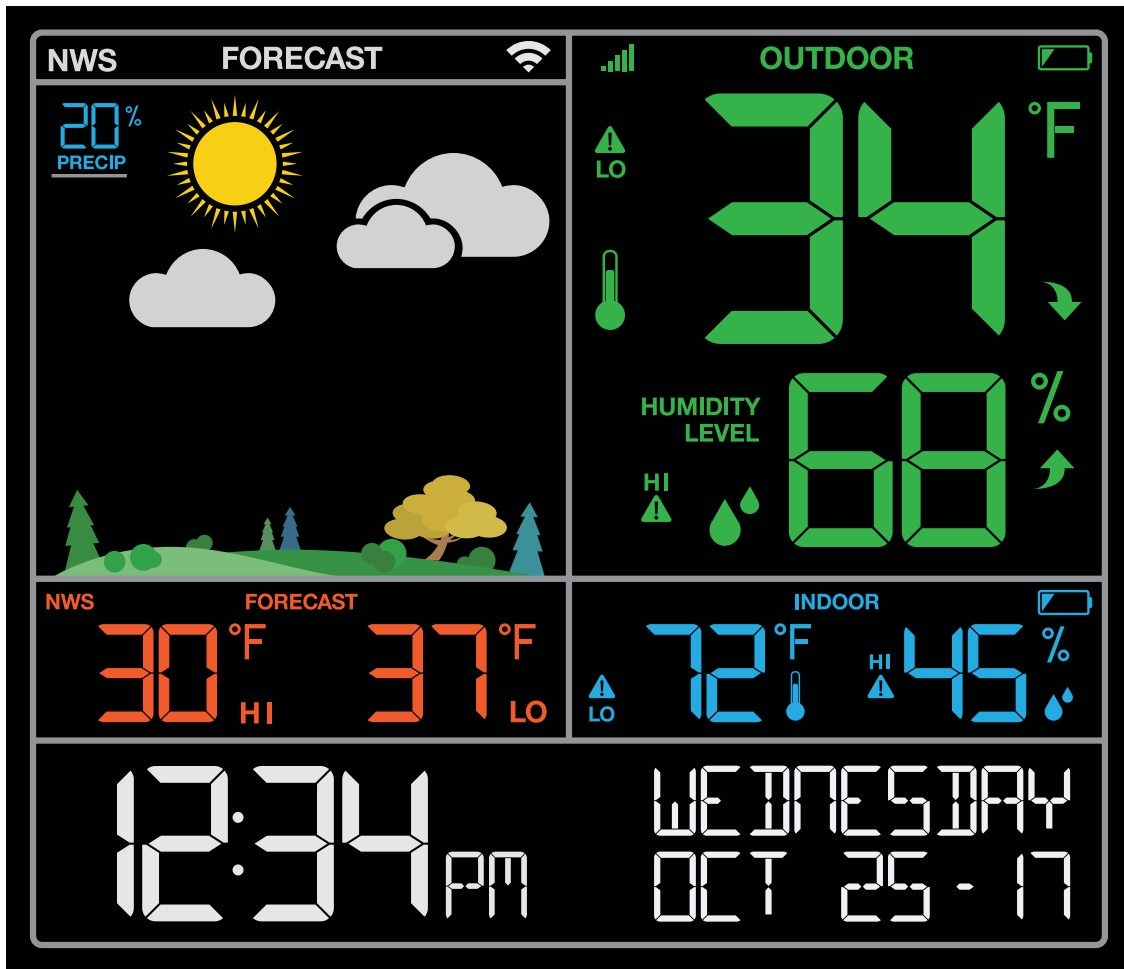 NWS FORECAST
20%
PRECIP
OUTDOOR
34 °F
LO
HUMIDITY
LEVEL
68 %
HI
NWS FORECAST
30 °F HI
37 °F LO
INDOOR
72 °F
LO
HI
45 %
12:34 PM
WEDNESDAY
OCT 25 - 17